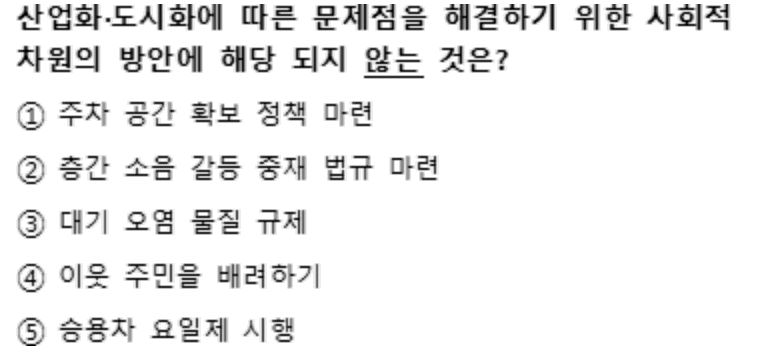 산업화·도시화에 따른 문제점을 해결하기 위한 사회적
차원의 방안에 해당 되지 않는 것은?
① 주차 공간 확보 정책 마련
② 층간 소음 갈등 중재 법규 마련
③ 대기 오염 물질 규제
④ 이웃 주민을 배려하기
⑤ 승용차 요일제 시행